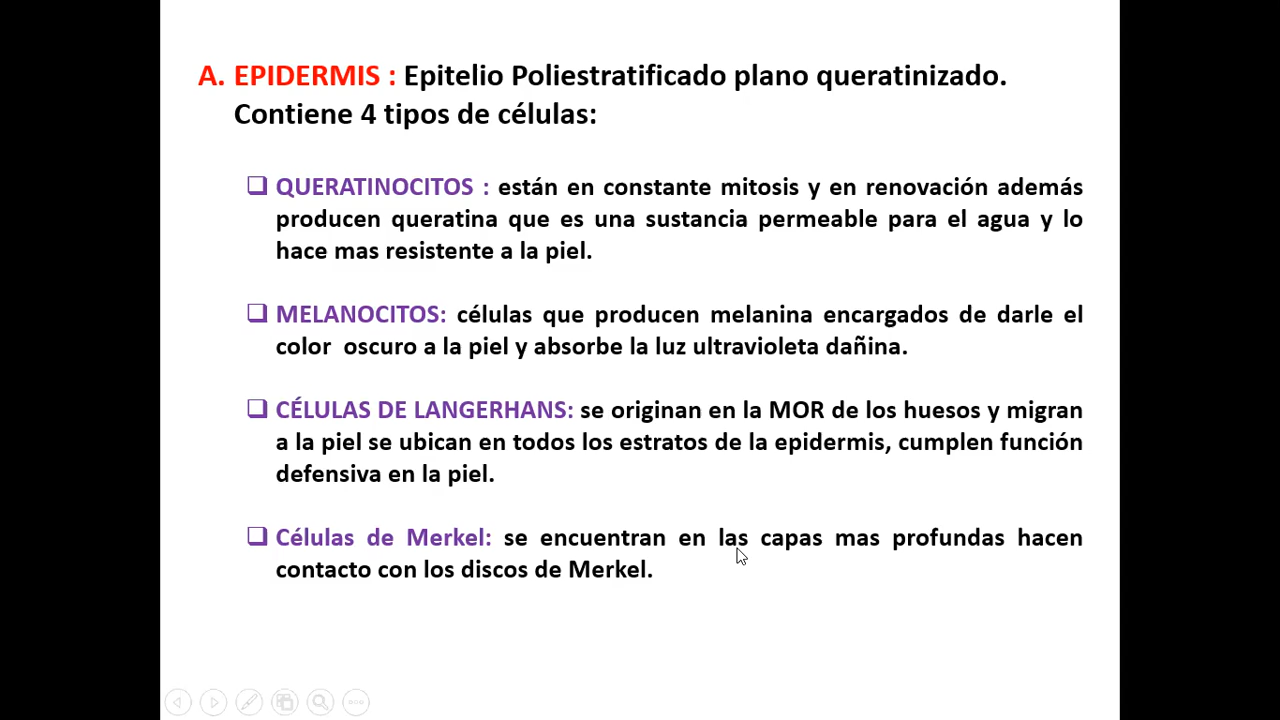 A. EPIDERMIS : Epitelio Poliestratificado plano queratinizado.
Contiene 4 tipos de células:
❑ QUERATINOCITOS : están en constante mitosis y en renovación además
producen queratina que es una sustancia permeable para el agua y lo
hace mas resistente a la piel.
❑ MELANOCITOS: células que producen melanina encargados de darle el
color oscuro a la piel y absorbe la luz ultravioleta dañina.
❑ CÉLULAS DE LANGERHANS: se originan en la MOR de los huesos y migran
a la piel se ubican en todos los estratos de la epidermis, cumplen función
defensiva en la piel.
❑ Células de Merkel: se encuentran en las capas mas profundas hacen
contacto con los discos de Merkel.